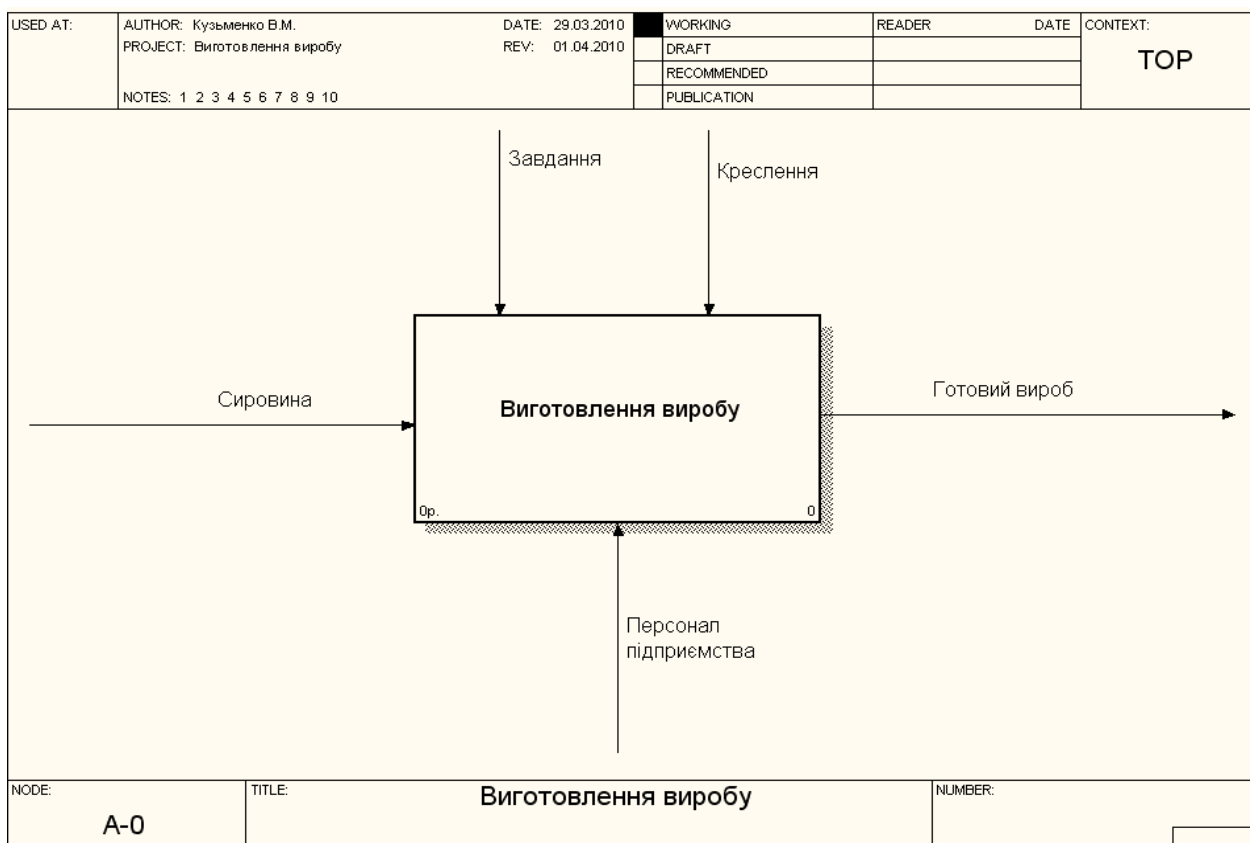 USED AT:
AUTHOR: Кузьменко В.М.
DATE: 29.03.2010
WORKING
READER
DATE
CONTEXT:
PROJECT: Виготовлення виробу
REV: 01.04.2010
DRAFT
TOP
RECOMMENDED
NOTES: 1 2 3 4 5 6 7 8 9 10
PUBLICATION
Завдання
Креслення
Сировина
Готовий вироб
Виготовлення виробу
0р.
0
Персонал
підприємства
NODE:
TITLE:
Виготовлення виробу
NUMBER:
A-0